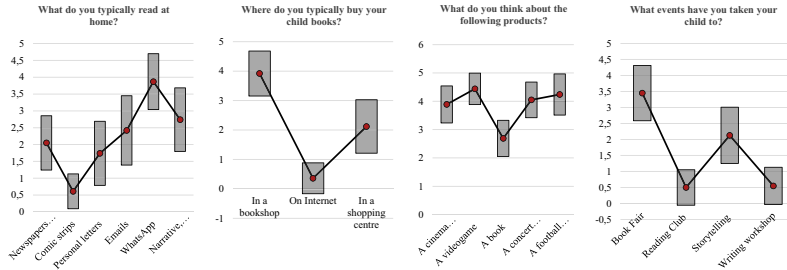 What do you typically read at
home?
5
4,5
4
3,5
3
2,5
2
1,5
1
0,5
0
Newspapers…
Comic strips
Personal letters
Emails
WhatsApp
Narrative,…
Where do you typically buy your
child books?
5
4
3
2
1
0
-1
In a
bookshop
On Internet
In a
shopping
centre
What do you think about the
following products?
6
5
4
3
2
1
0
A cinema…
A videogame
A book
A concert…
A football…
What events have you taken your
child to?
5
4,5
4
3,5
3
2,5
2
1,5
1
0,5
0
-0,5
Book Fair
Reading Club
Storytelling
Writing workshop